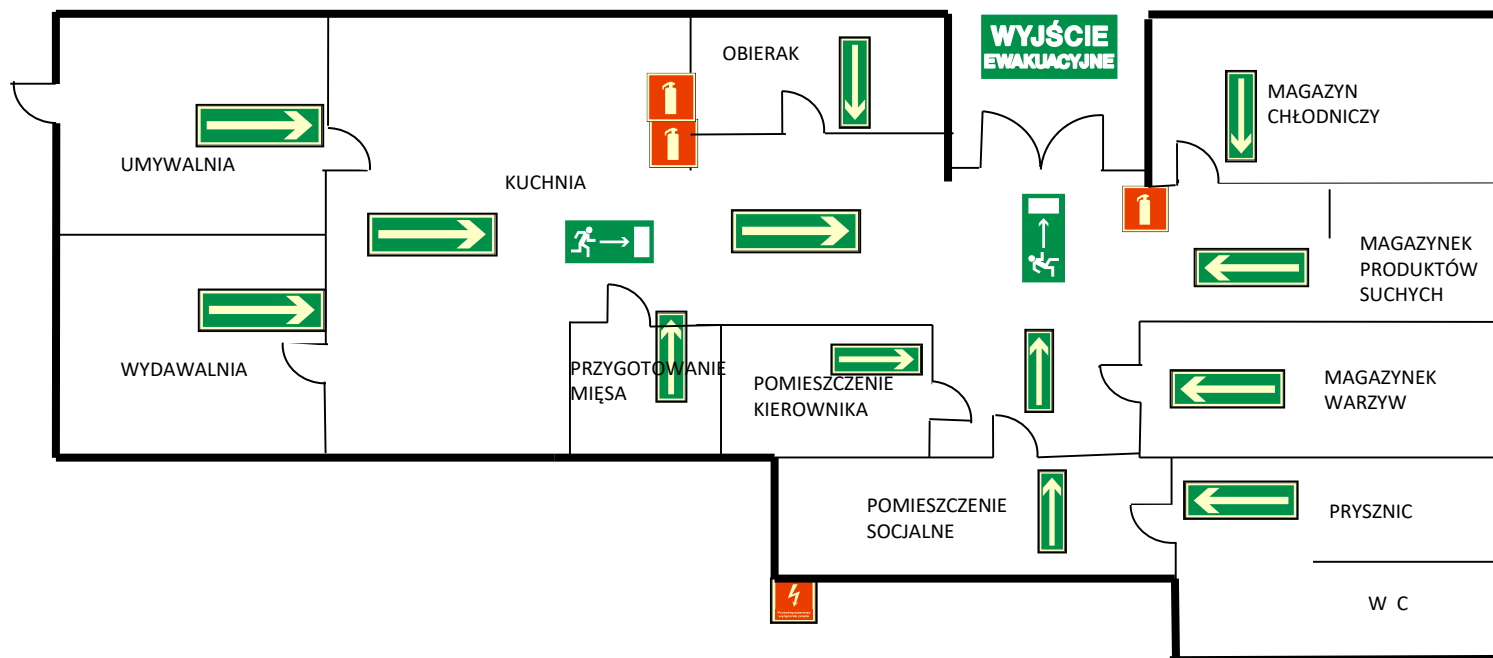 WYJŚCIE
EWAKUACYJNE
OBIERAK
MAGAZYN
CHŁODNICZY
UMYWALNIA
KUCHNIA
MAGAZYNEK
PRODUKTÓW
SUCHYCH
WYDAWALNIA
PRZYGOTOWANIE
MIĘSA
POMIESZCZENIE
KIEROWNIKA
MAGAZYNEK
WARZYW
POMIESZCZENIE
SOCJALNE
PRYSZNIC
W C